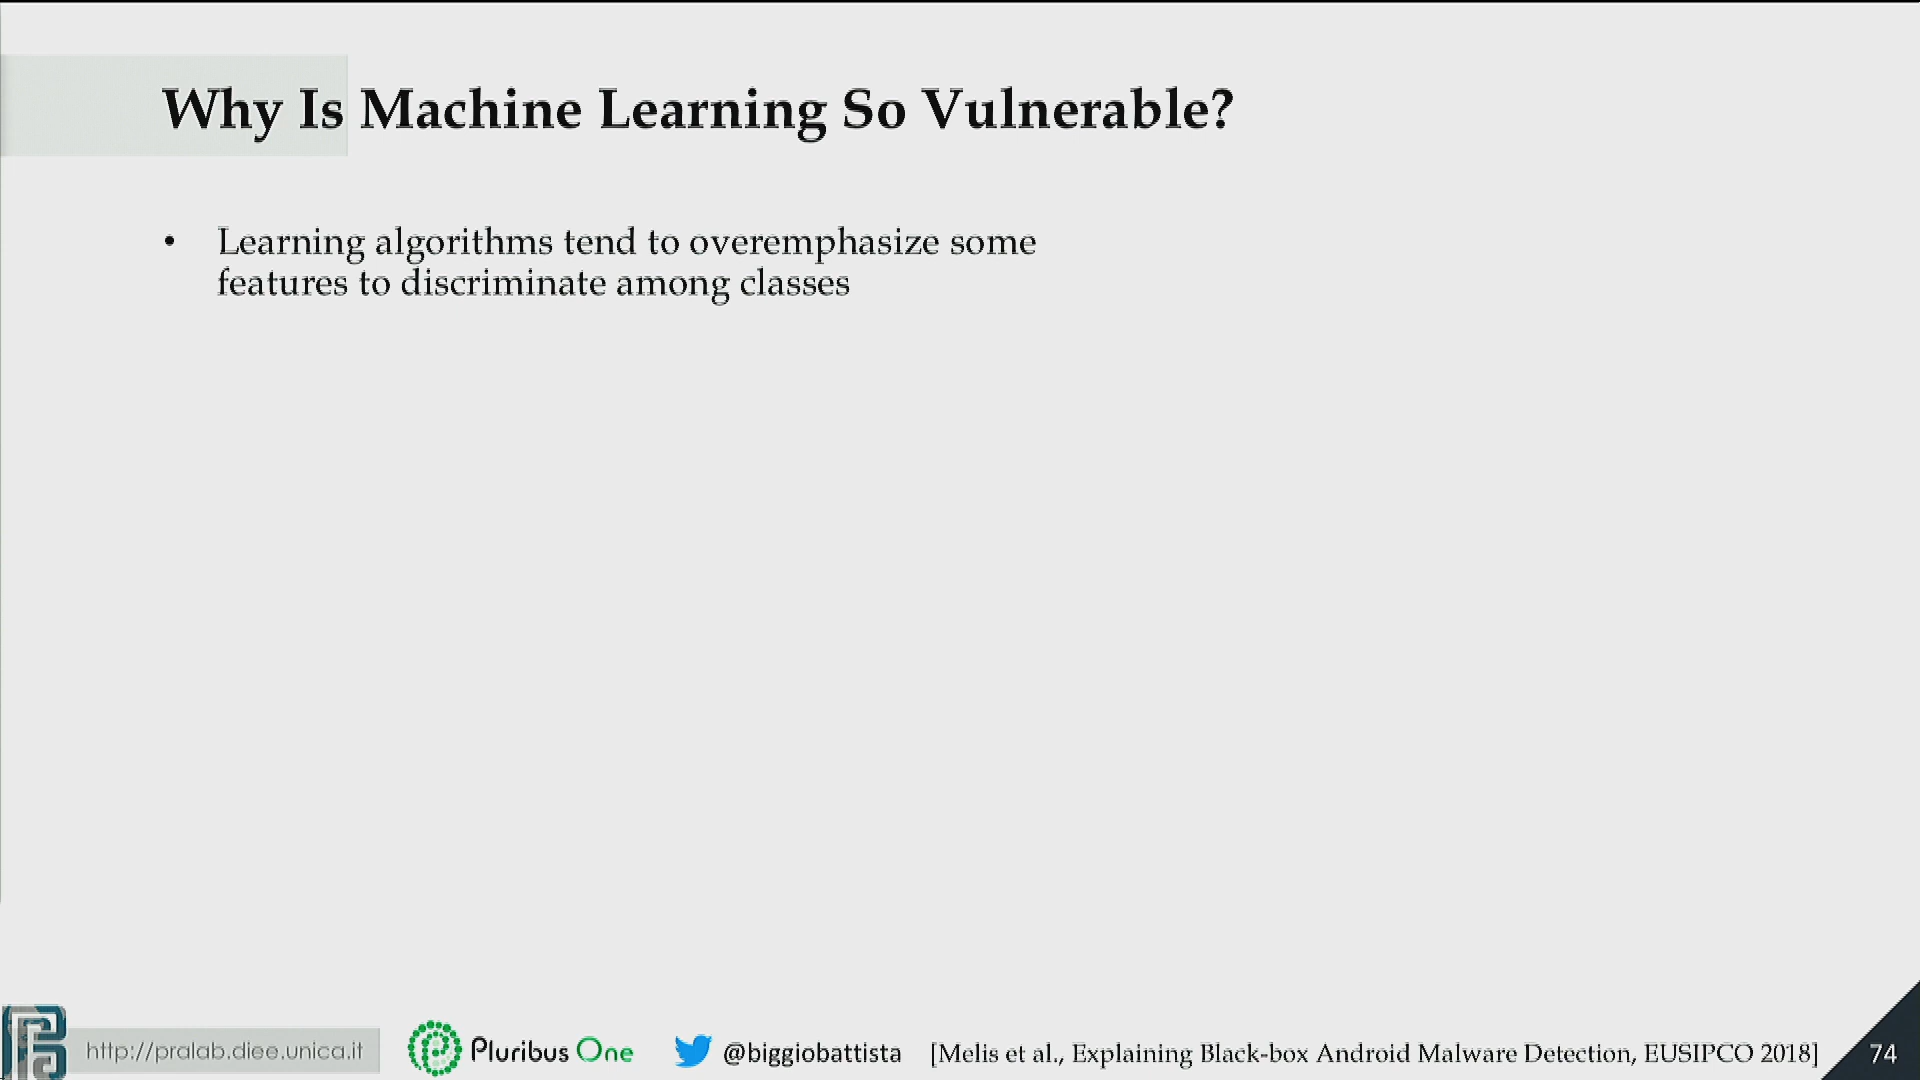 Why Is Machine Learning So Vulnerable?
• Learning algorithms tend to overemphasize some
features to discriminate among classes
http://pralab.diee.unica.it
Pluribus One
@biggiobattista
[Melis et al., Explaining Black-box Android Malware Detection, EUSIPCO 2018]
74